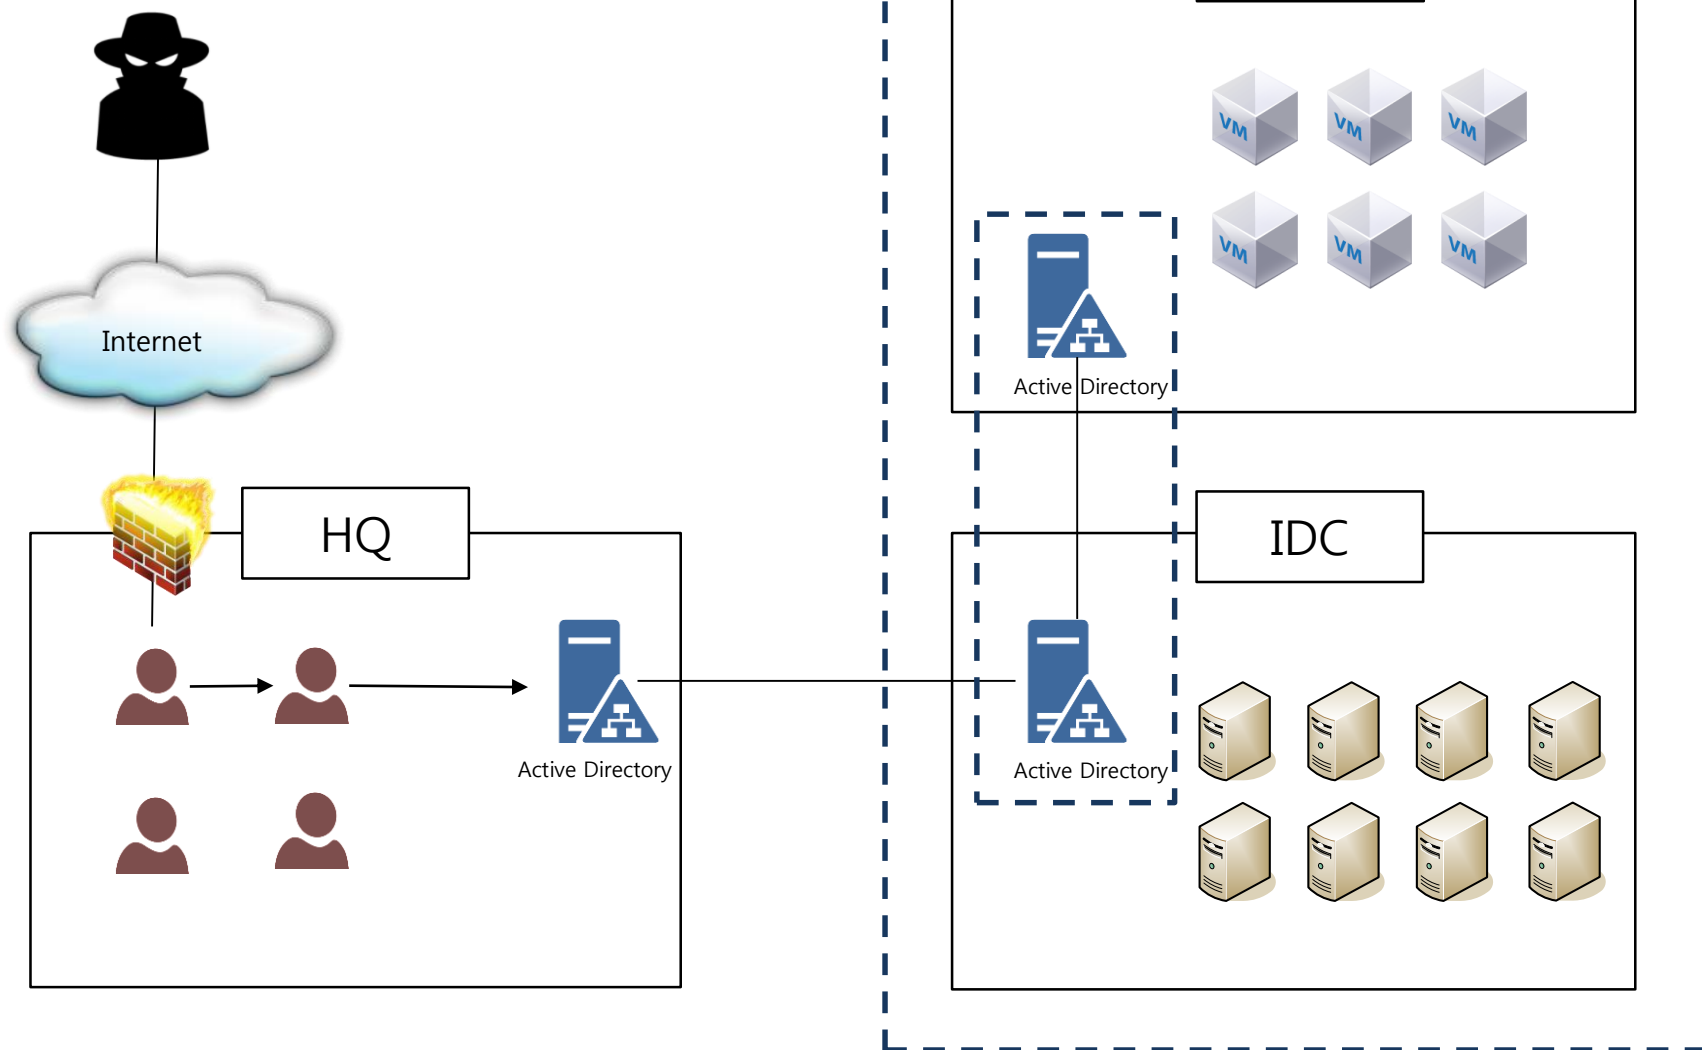 VM
VM
VM
VM
VM
VM
Internet
Active Directory
HQ
IDC
Active Directory
Active Directory